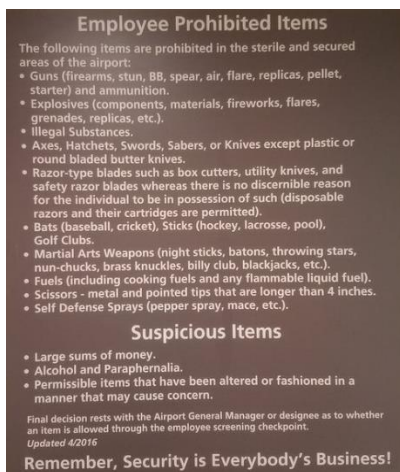 Employee Prohibited Items
The following items are prohibited in the sterile and secured
areas of the airport:
• Guns (firearms, stun, BB, spear, air, flare, replicas, pellet,
starter) and ammunition.
• Explosives (components, materials, fireworks, flares,
grenades, replicas, etc.).
• Illegal Substances.
• Axes, Hatchets, Swords, Sabers, or Knives except plastic or
round bladed butter knives.
• Razor-type blades such as box cutters, utility knives, and
safety razor blades whereas there is no discernible reason
for the individual to be in possession of such (disposable
razors and their cartridges are permitted).
• Bats (baseball, cricket), Sticks (hockey, lacrosse, pool),
Golf Clubs.
• Martial Arts Weapons (night sticks, batons, throwing stars,
nun-chucks, brass knuckles, billy club, blackjacks, etc.).
• Fuels (including cooking fuels and any flammable liquid fuel).
• Scissors - metal and pointed tips that are longer than 4 inches.
• Self Defense Sprays (pepper spray, mace, etc.).
Suspicious Items
• Large sums of money.
• Alcohol and Paraphernalia.
• Permissible items that have been altered or fashioned in a
manner that may cause concern.
Final decision rests with the Airport General Manager or designee as to whether
an item is allowed through the employee screening checkpoint.
Updated 4/2016
Remember, Security is Everybody's Business!